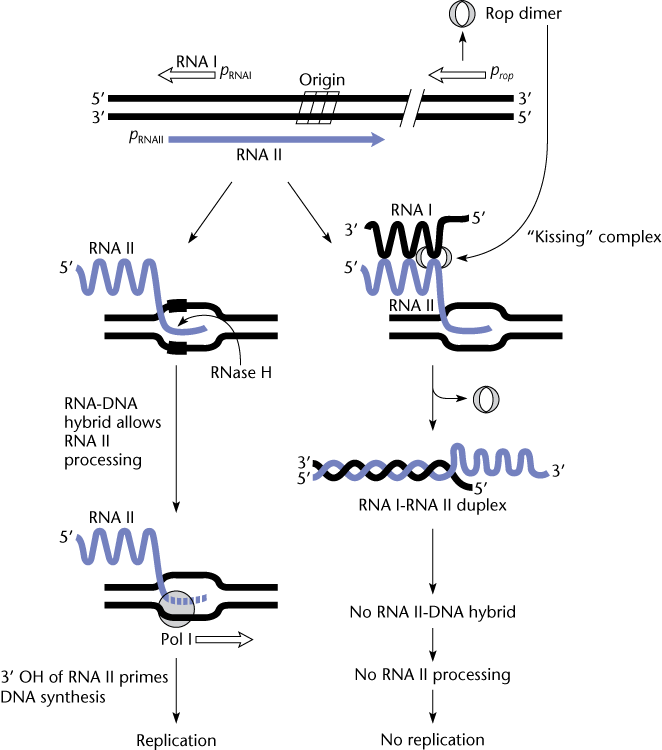 Rop dimer
RNA I
pRNAI
Origin
prop
5′
3′
3′
5′
pRNAII
RNA II
RNA II
5′
RNase H
RNA-DNA
hybrid allows
RNA II
processing
RNA II
5′
Pol I
3′ OH of RNA II primes
DNA synthesis
Replication
RNA I
3′
5′
"Kissing" complex
5′
RNA II
3′
5′
3′
5′
RNA I-RNA II duplex
No RNA II-DNA hybrid
No RNA II processing
No replication